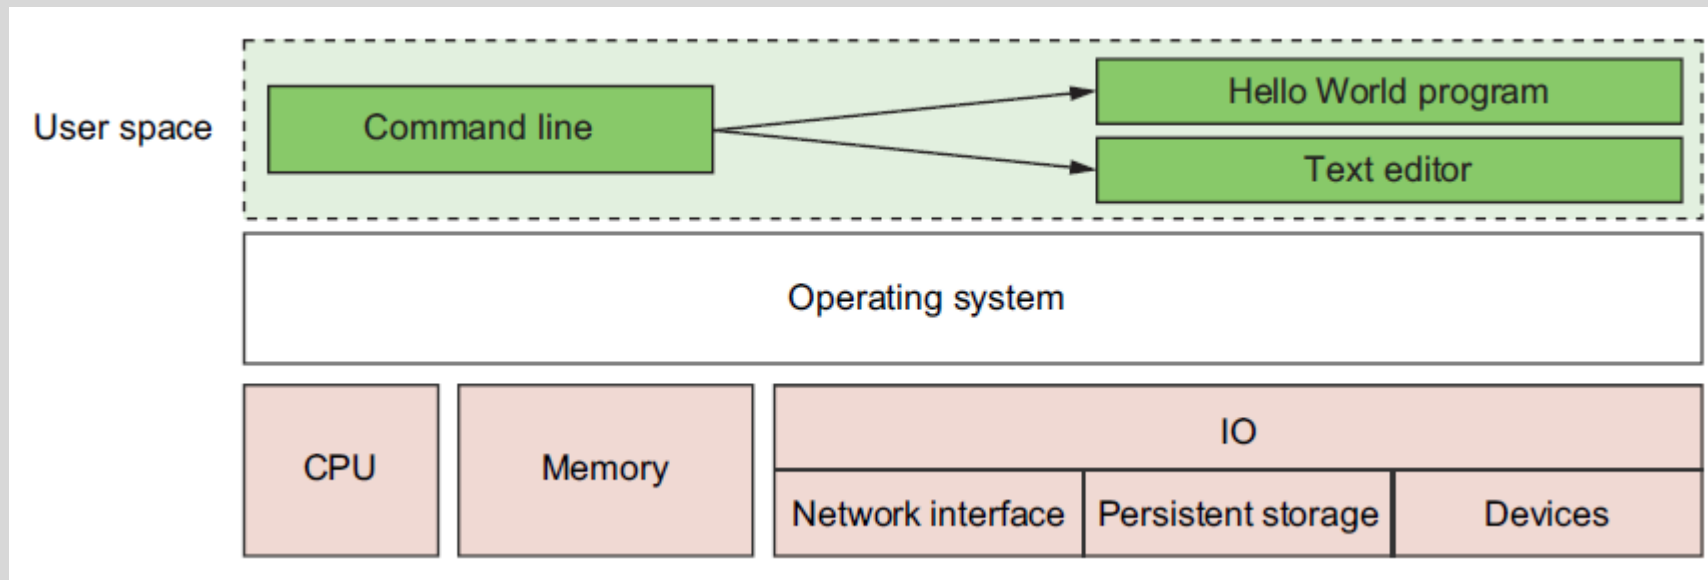 User space
Command line
Hello World program
Text editor
Operating system
CPU
Memory
IO
Network interface
Persistent storage
Devices